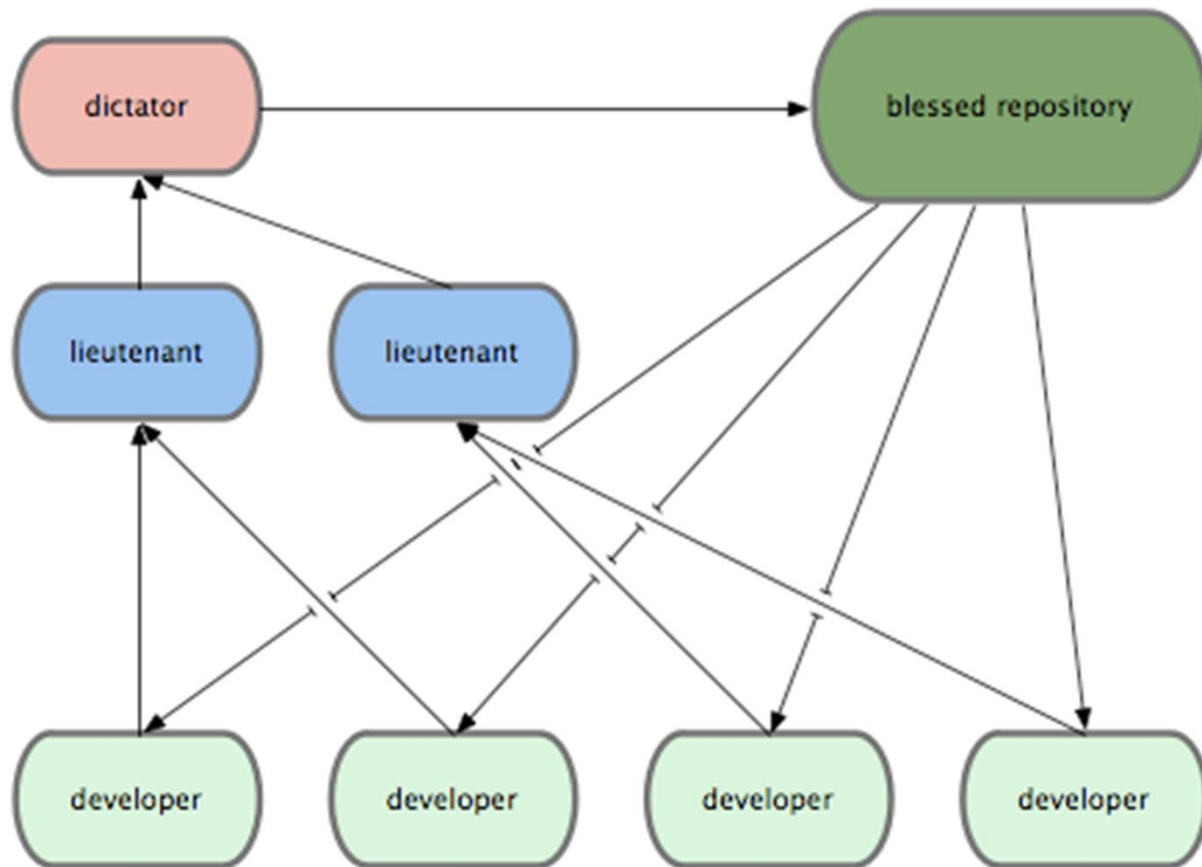 dictator
blessed repository
lieutenant
lieutenant
developer
developer
developer
developer